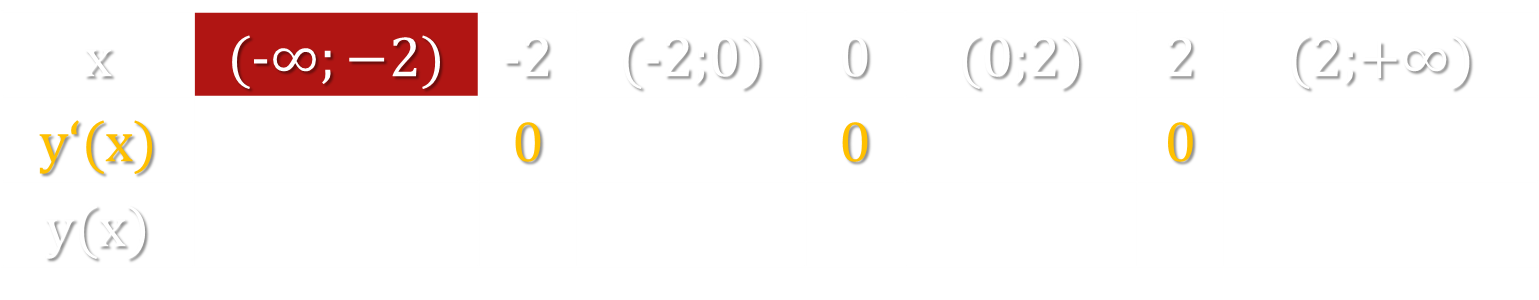 x (-∞; −2) -2 (-2;0) 0 (0;2) 2 (2;+∞)
y‘(x) 0 0 0
y(x)